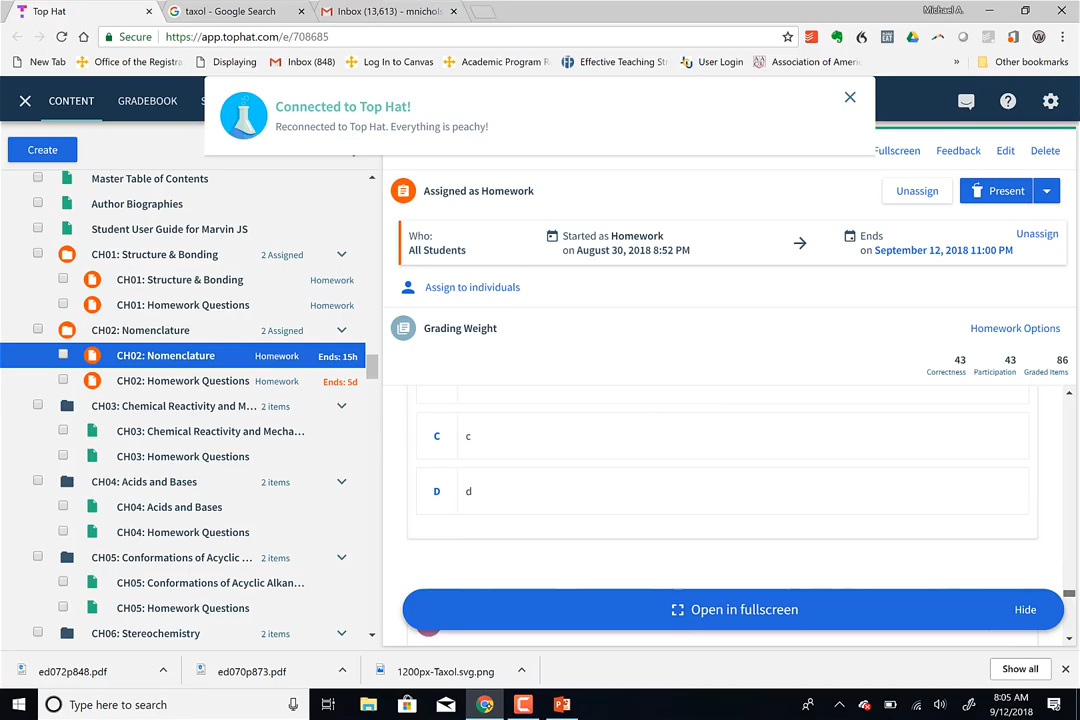 Top Hat
taxol - Google Search
Inbox (13,613) - mnichols
Michael A.
Secure
https://app.tophat.com/e/708685
New Tab
Office of the Registra
Displaying
Inbox (848)
Log In to Canvas
Academic Program R
Effective Teaching Str
User Login
Association of Ameri
»
Other bookmarks
CONTENT
GRADEBOOK
S
Connected to Top Hat!
Reconnected to Top Hat. Everything is peachy!
Create
Fullscreen
Feedback
Edit
Delete
Master Table of Contents
Author Biographies
Student User Guide for Marvin JS
CH01: Structure & Bonding 2 Assigned
CH01: Structure & Bonding Homework
CH01: Homework Questions Homework
CH02: Nomenclature 2 Assigned
CH02: Nomenclature Homework Ends: 15h
CH02: Homework Questions Homework Ends: 5d
CH03: Chemical Reactivity and M... 2 items
CH03: Chemical Reactivity and Mecha...
CH03: Homework Questions
CH04: Acids and Bases 2 items
CH04: Acids and Bases
CH04: Homework Questions
CH05: Conformations of Acyclic ... 2 items
CH05: Conformations of Acyclic Alkan...
CH05: Homework Questions
CH06: Stereochemistry 2 items
Assigned as Homework
Unassign
Present
Who:
All Students
Started as Homework
on August 30, 2018 8:52 PM
Ends
on September 12, 2018 11:00 PM
Unassign
Assign to individuals
Grading Weight
Homework Options
43 43 86
Correctness Participation Graded Items
C c
D d
Open in fullscreen
Hide
ed072p848.pdf
ed070p873.pdf
1200px-Taxol.svg.png
Show all
Type here to search
8:05 AM
9/12/2018